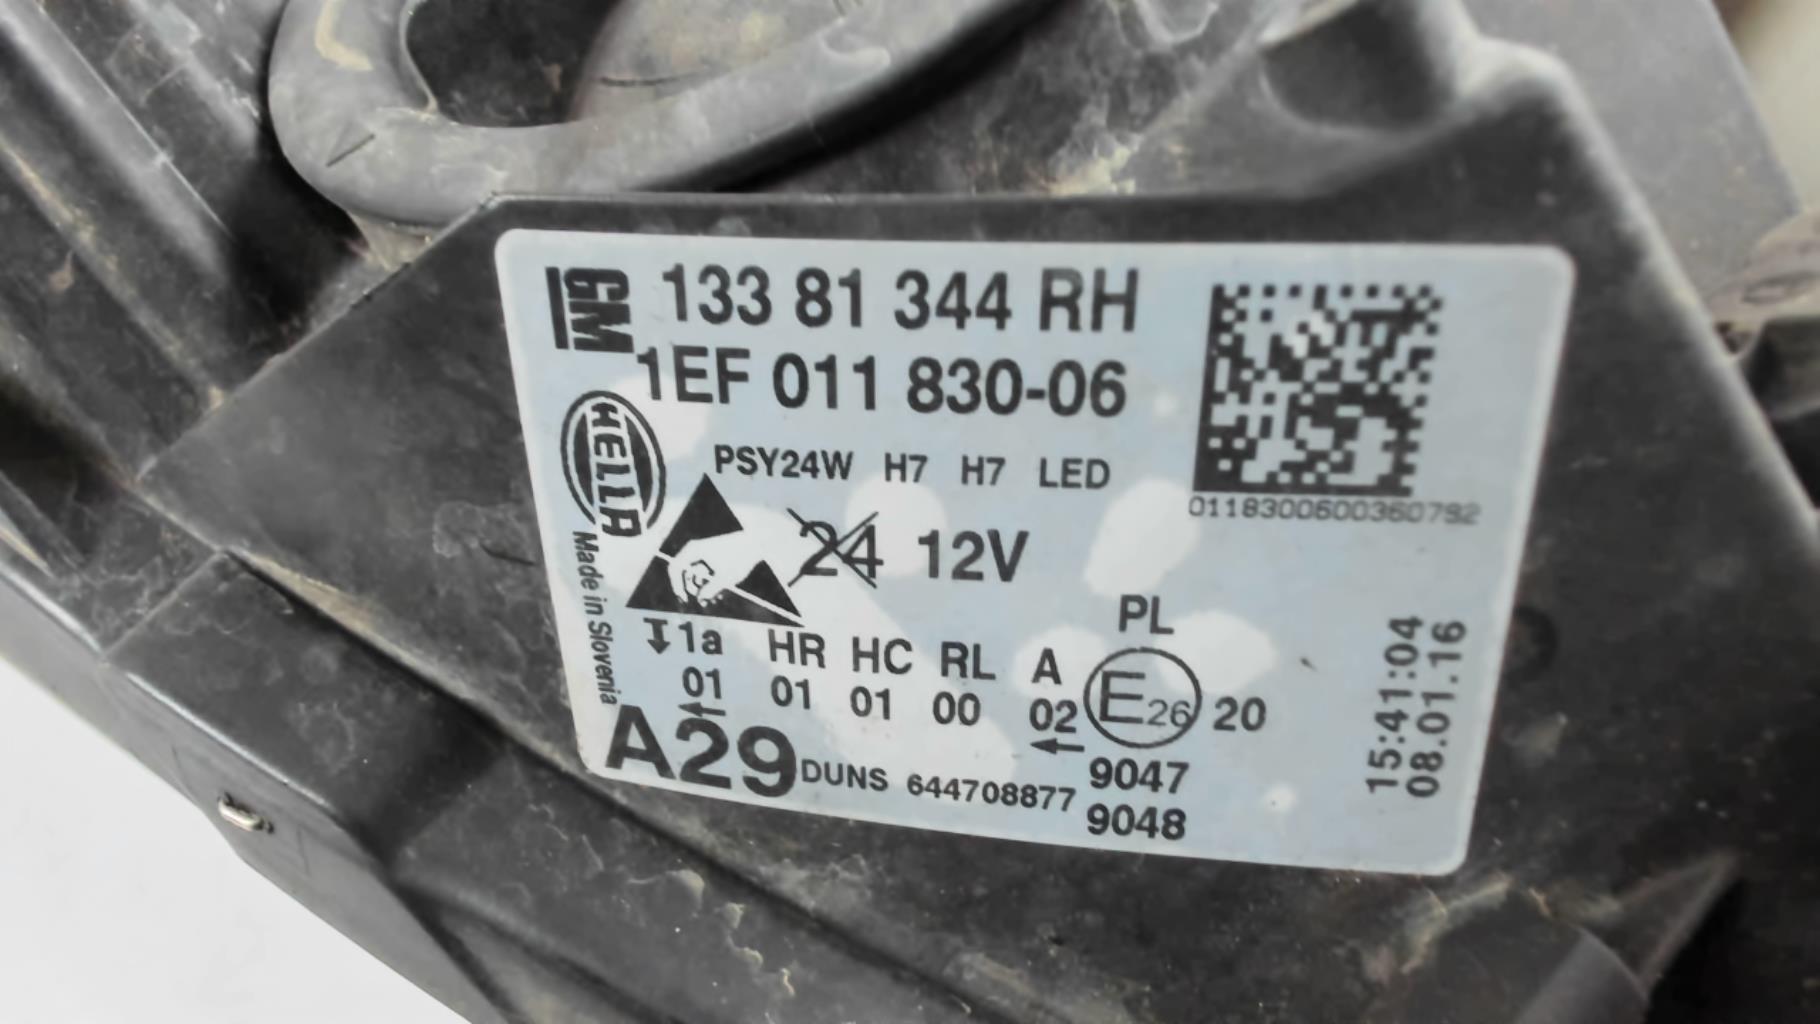 GM
133 81 344 RH
1EF 011 830-06
HELLA
PSY24W H7 H7 LED
0118300600360792
24 12V
Made in Slovenia
PL
1a HR HC RL A
01 01 01 00 02 E26 20
A29 DUNS 644708877
9047
9048
15:41:04
08.01.16